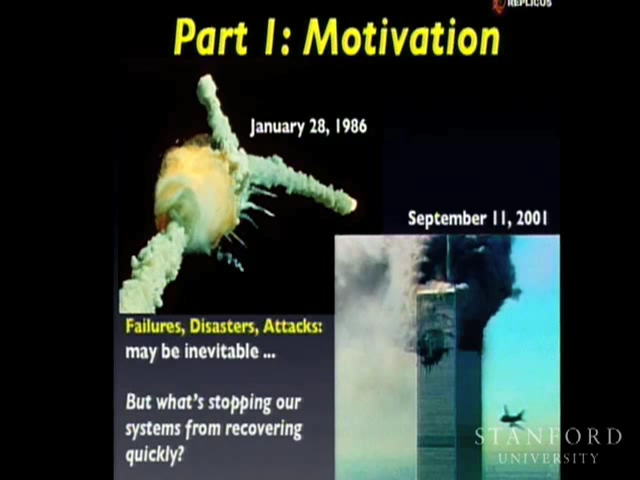 REPLICUS
Part 1: Motivation
January 28, 1986
September 11, 2001
Failures, Disasters, Attacks:
may be inevitable ...
But what's stopping our
systems from recovering
quickly?
STANFORD
UNIVERSITY